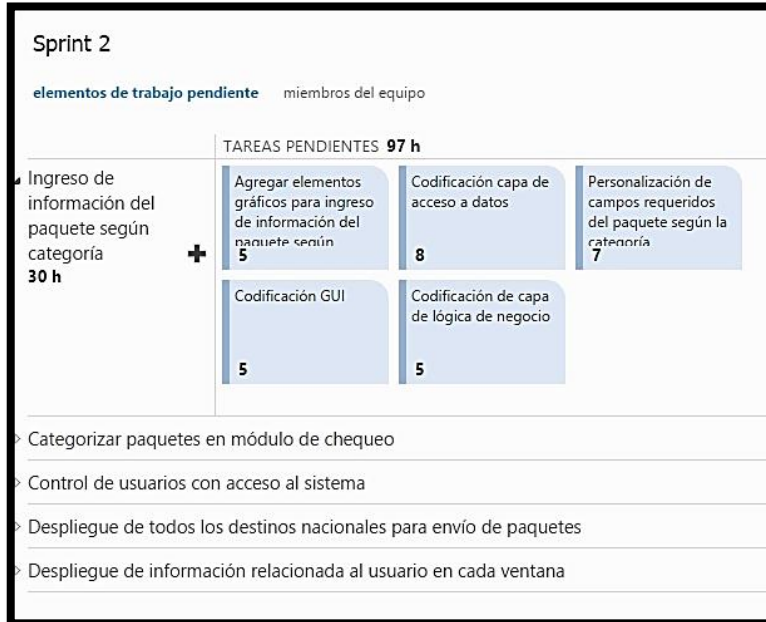 Sprint 2
elementos de trabajo pendiente miembros del equipo
TAREAS PENDIENTES 97 h
Ingreso de
información del
paquete según
categoría
30 h
Agregar elementos
gráficos para ingreso
de información del
paquete según
5
Codificación capa de
acceso a datos
8
Personalización de
campos requeridos
del paquete según la
categoría
7
Codificación GUI
5
Codificación de capa
de lógica de negocio
5
Categorizar paquetes en módulo de chequeo
Control de usuarios con acceso al sistema
Despliegue de todos los destinos nacionales para envío de paquetes
Despliegue de información relacionada al usuario en cada ventana